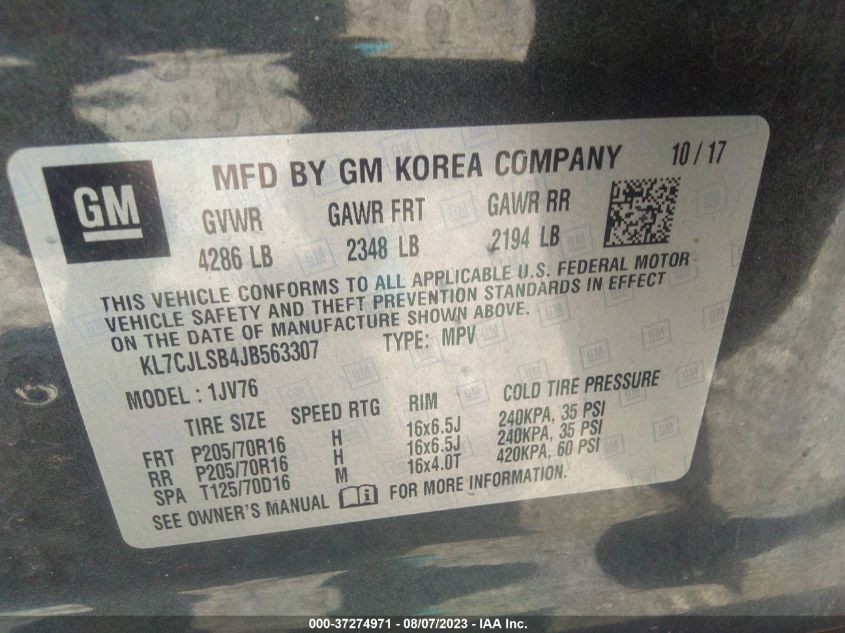 GM
MFD BY GM KOREA COMPANY 10/17
GVWR GAWR FRT GAWR RR
4286 LB 2348 LB 2194 LB
THIS VEHICLE CONFORMS TO ALL APPLICABLE U.S. FEDERAL MOTOR
VEHICLE SAFETY AND THEFT PREVENTION STANDARDS IN EFFECT
ON THE DATE OF MANUFACTURE SHOWN ABOVE.
KL7CJLSB4JB563307 TYPE: MPV
MODEL : 1JV76
TIRE SIZE SPEED RTG RIM COLD TIRE PRESSURE
FRT P205/70R16 H 16x6.5J 240KPA, 35 PSI
RR P205/70R16 H 16x6.5J 240KPA, 35 PSI
SPA T125/70D16 M 16x4.0T 420KPA, 60 PSI
SEE OWNER'S MANUAL FOR MORE INFORMATION.
000-37274971 - 08/07/2023 - IAA Inc.